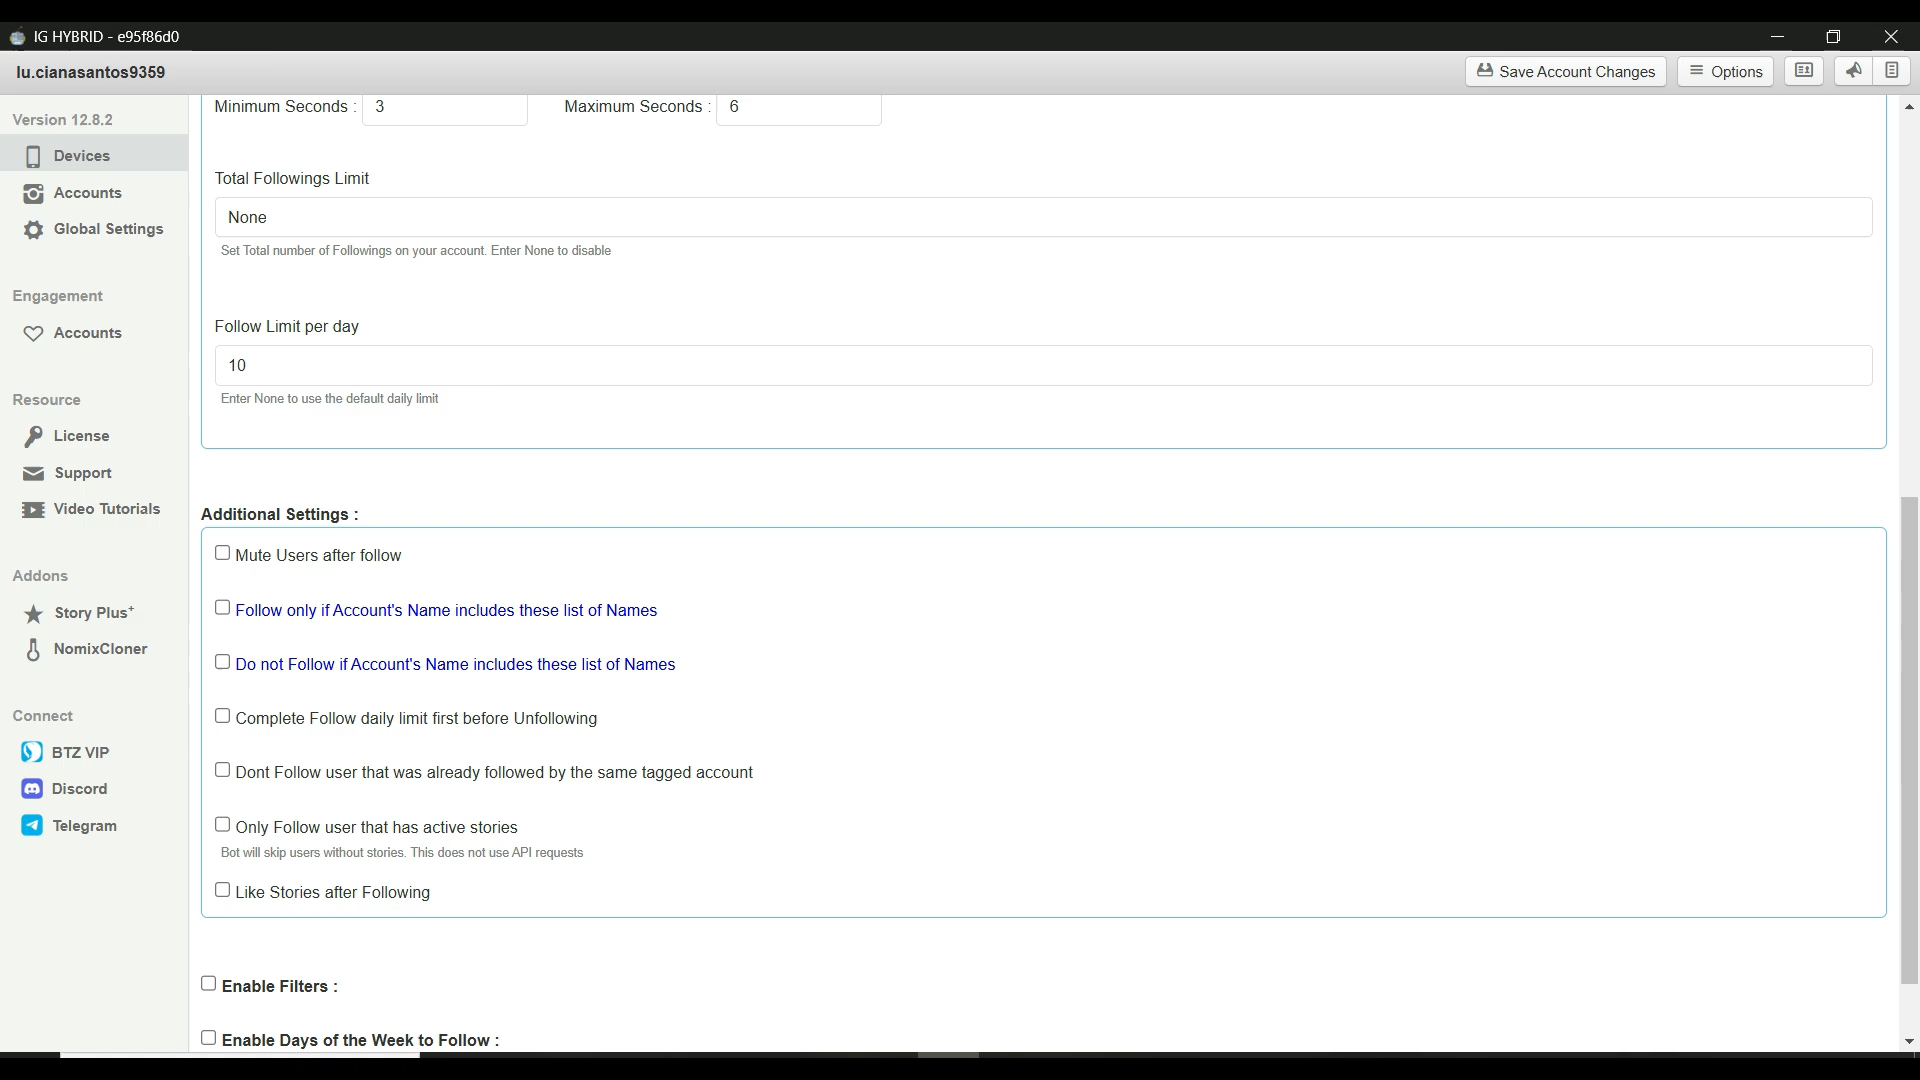 IG HYBRID - e95f86d0
lu.cianasantos9359
Save Account Changes
Options
Version 12.8.2
Devices
Accounts
Global Settings
Engagement
Accounts
Resource
License
Support
Video Tutorials
Addons
Story Plus+
NomixCloner
Connect
BTZ VIP
Discord
Telegram
Minimum Seconds : 3 Maximum Seconds : 6
Total Followings Limit
None
Set Total number of Followings on your account. Enter None to disable
Follow Limit per day
10
Enter None to use the default daily limit
Additional Settings :
Mute Users after follow
Follow only if Account's Name includes these list of Names
Do not Follow if Account's Name includes these list of Names
Complete Follow daily limit first before Unfollowing
Dont Follow user that was already followed by the same tagged account
Only Follow user that has active stories
Bot will skip users without stories. This does not use API requests
Like Stories after Following
Enable Filters :
Enable Days of the Week to Follow :